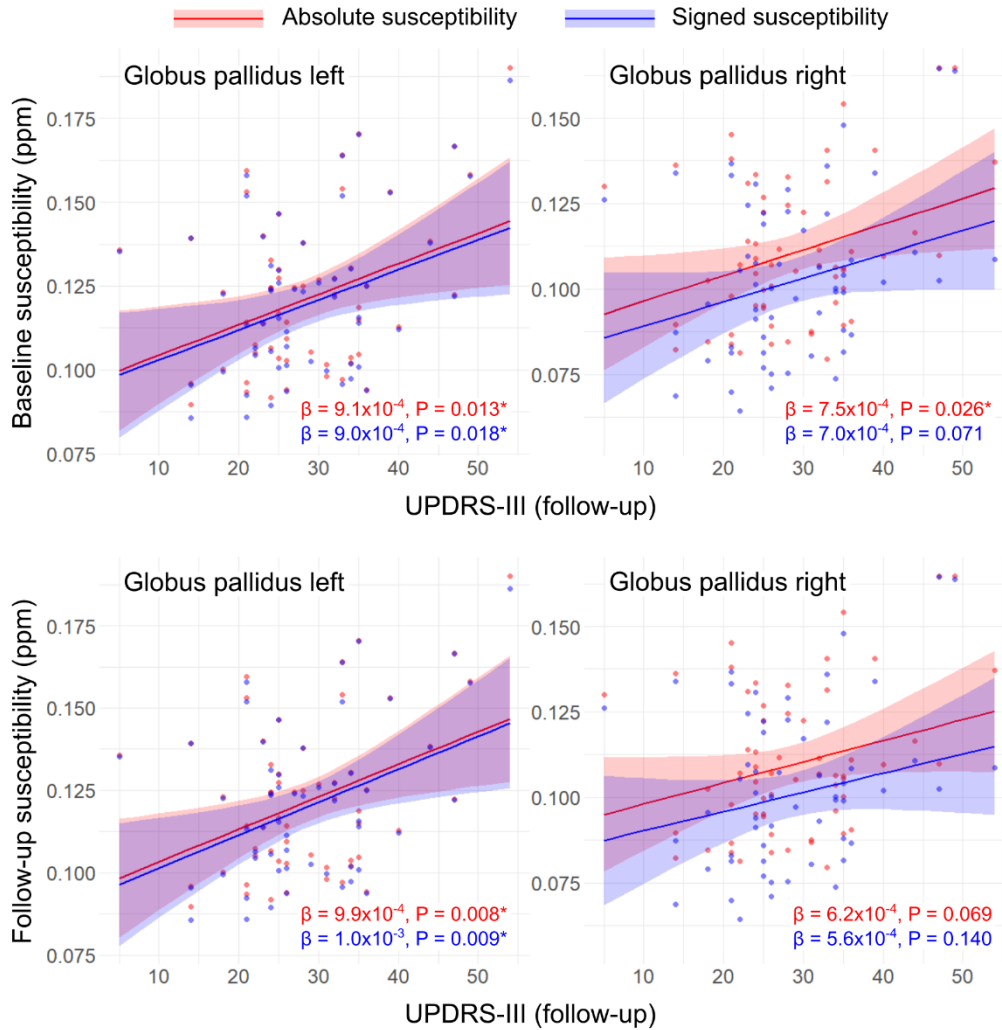 Absolute susceptibility Signed susceptibility
Globus pallidus left
Globus pallidus right
Baseline susceptibility (ppm)
0.175
0.150
0.125
0.100
0.075
0.150
0.125
0.100
0.075
β = 9.1x10⁻⁴, P = 0.013*
β = 9.0x10⁻⁴, P = 0.018*
β = 7.5x10⁻⁴, P = 0.026*
β = 7.0x10⁻⁴, P = 0.071
10 20 30 40 50
10 20 30 40 50
UPDRS-III (follow-up)
Globus pallidus left
Globus pallidus right
Follow-up susceptibility (ppm)
0.175
0.150
0.125
0.100
0.075
0.150
0.125
0.100
0.075
β = 9.9x10⁻⁴, P = 0.008*
β = 1.0x10⁻³, P = 0.009*
β = 6.2x10⁻⁴, P = 0.069
β = 5.6x10⁻⁴, P = 0.140
10 20 30 40 50
10 20 30 40 50
UPDRS-III (follow-up)